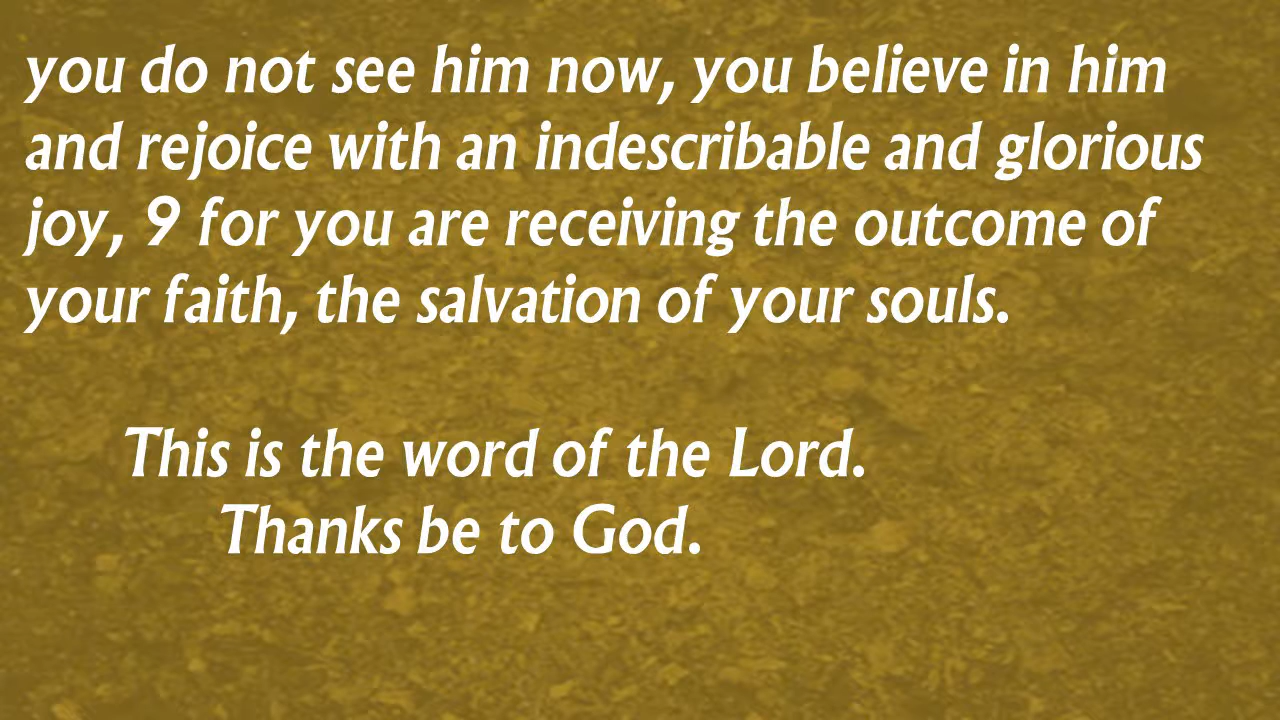 you do not see him now, you believe in him
and rejoice with an indescribable and glorious
joy, 9 for you are receiving the outcome of
your faith, the salvation of your souls.
This is the word of the Lord.
Thanks be to God.